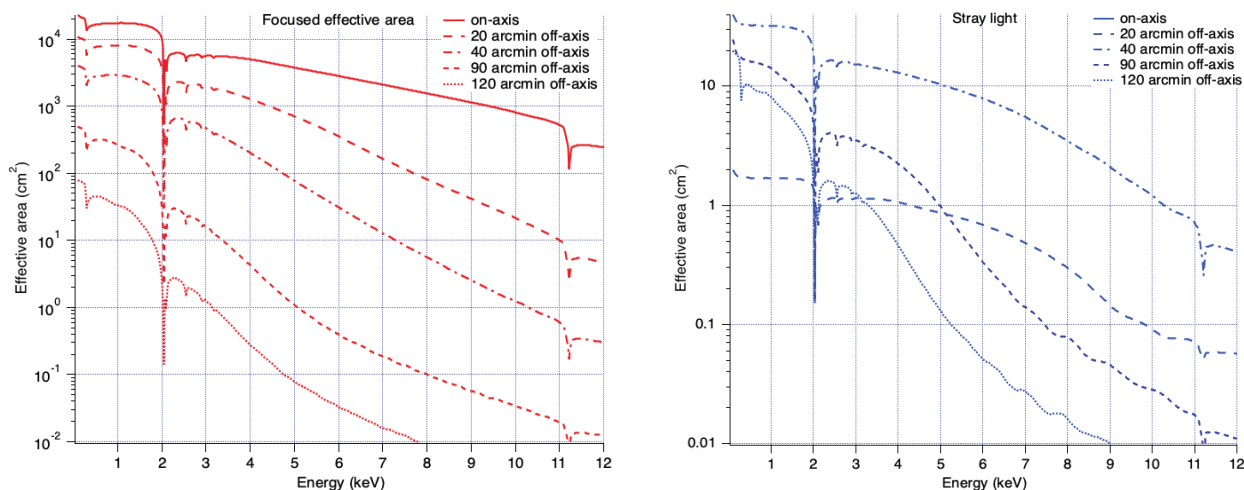 Focused effective area
on-axis
20 arcmin off-axis
40 arcmin off-axis
90 arcmin off-axis
120 arcmin off-axis
10^4
10^3
10^2
10^1
10^0
10^-1
10^-2
Effective area (cm^2)
1 2 3 4 5 6 7 8 9 10 11 12
Energy (keV)
Stray light
on-axis
20 arcmin off-axis
40 arcmin off-axis
90 arcmin off-axis
120 arcmin off-axis
10
1
0.1
0.01
Effective area (cm^2)
1 2 3 4 5 6 7 8 9 10 11 12
Energy (keV)